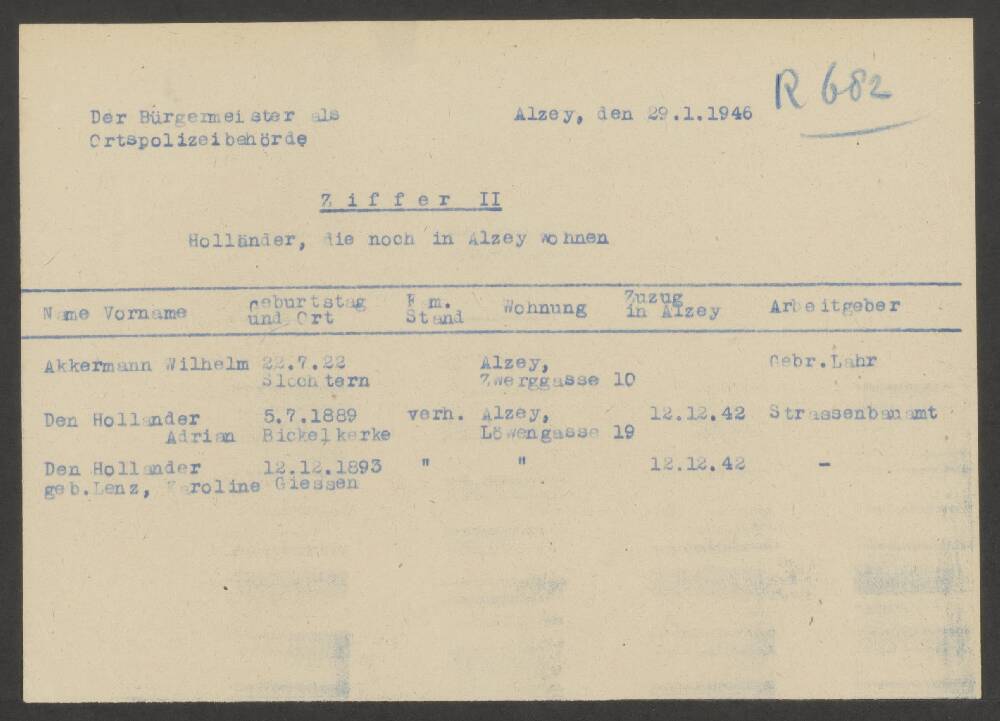 R 682
Der Bürgermeister als Alzey, den 29.1.1946
Ortspolizeibehörde
Ziffer II
Holländer, die noch in Alzey wohnen
Name Vorname Geburtstag und Ort Fam. Stand Wohnung Zuzug in Alzey Arbeitgeber
Akkermann Wilhelm 22.7.22 Alzey, Gebr.Lahr
Slochtern Zwerggasse 10
Den Hollander 5.7.1889 verh. Alzey, 12.12.42 Strassenbauamt
Adrian Bickelkerke Löwengasse 19
Den Hollander 12.12.1893 " " 12.12.42 -
geb.Lenz, Karoline Giessen